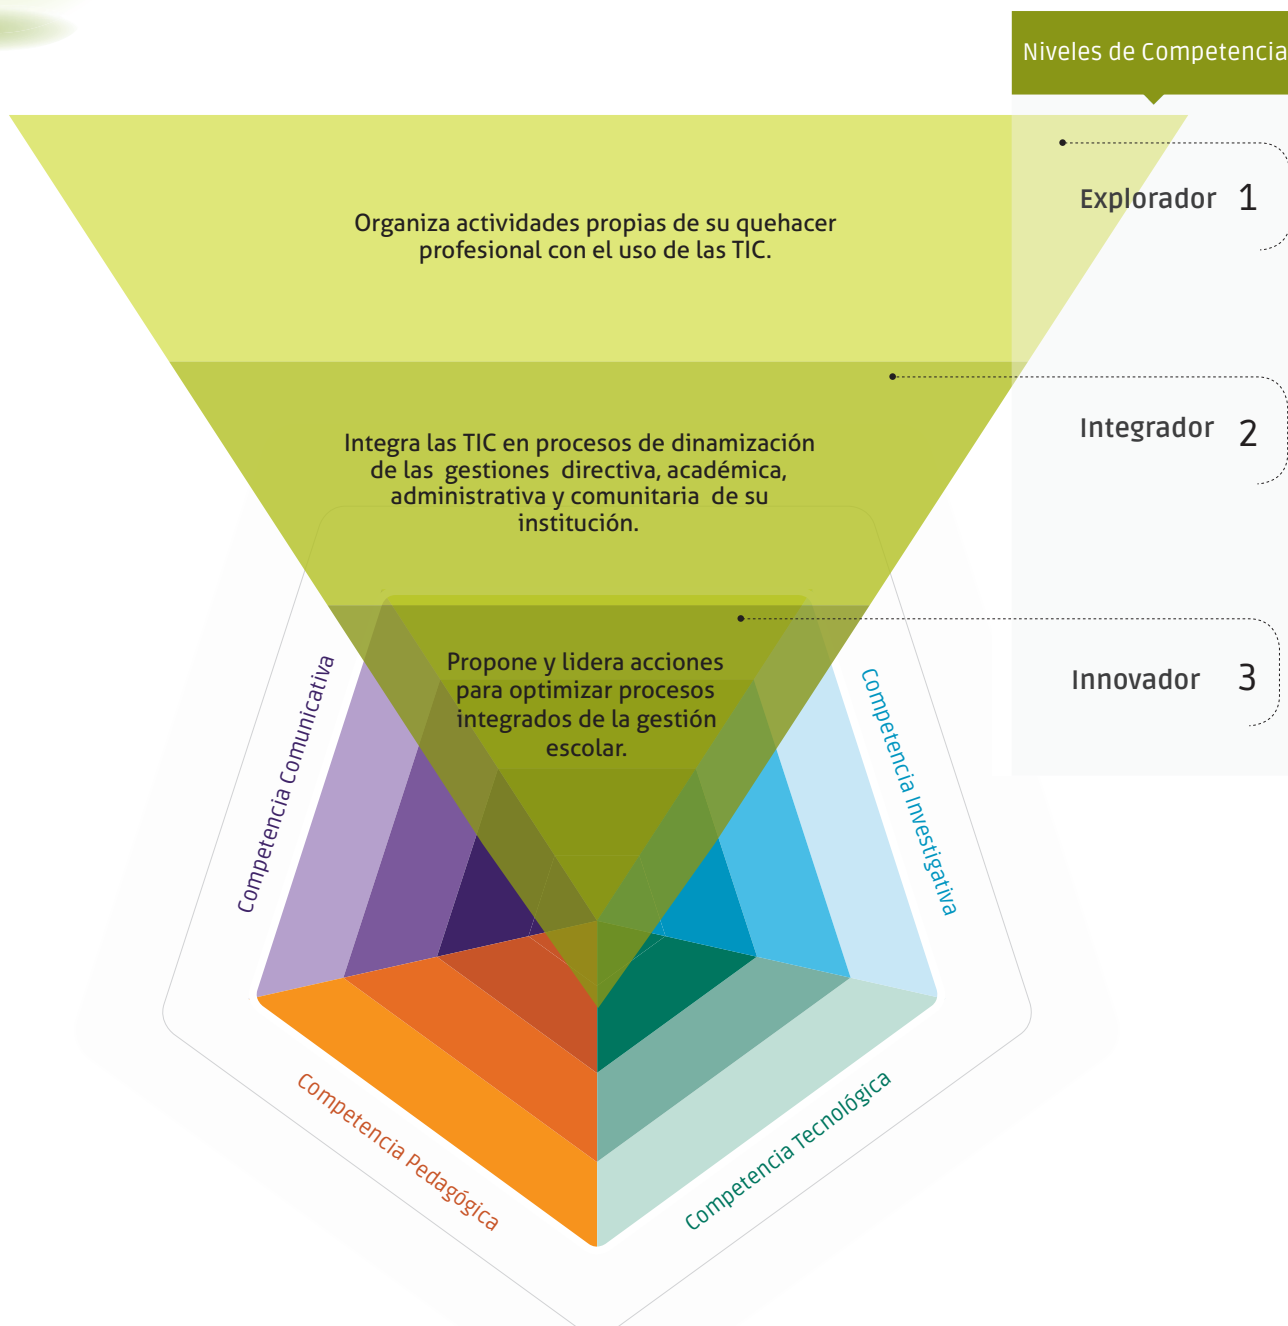 Niveles de Competencia
Organiza actividades propias de su quehacer
profesional con el uso de las TIC.
Explorador 1
Integra las TIC en procesos de dinamización
de las gestiones directiva, académica,
administrativa y comunitaria de su
institución.
Integrador 2
Propone y lidera acciones
para optimizar procesos
integrados de la gestión
escolar.
Innovador 3
Competencia Comunicativa
Competencia Investigativa
Competencia Pedagógica
Competencia Tecnológica